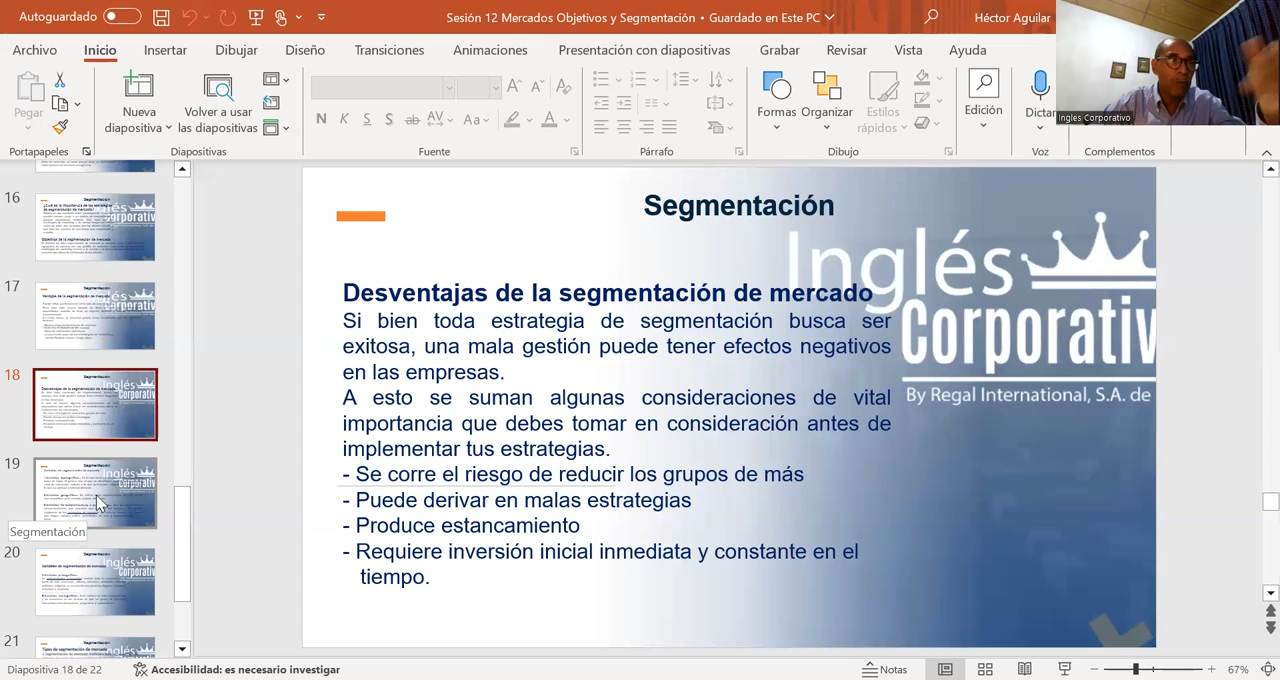 Autoguardado
Sesión 12 Mercados Objetivos y Segmentación • Guardado en Este PC
Héctor Aguilar
Archivo Inicio Insertar Dibujar Diseño Transiciones Animaciones Presentación con diapositivas Grabar Revisar Vista Ayuda
Pegar
Nueva diapositiva
Volver a usar las diapositivas
N K S S ab AV Aa A
Formas Organizar Estilos rápidos
Edición
Dictar
Ingles Corporativo
Portapapeles Diapositivas Fuente Párrafo Dibujo Voz Complementos
16
17
18
19
20
21
Segmentación
Segmentación
Inglés
Corporativ
By Regal International, S.A. de
Desventajas de la segmentación de mercado
Si bien toda estrategia de segmentación busca ser
exitosa, una mala gestión puede tener efectos negativos
en las empresas.
A esto se suman algunas consideraciones de vital
importancia que debes tomar en consideración antes de
implementar tus estrategias.
- Se corre el riesgo de reducir los grupos de más
- Puede derivar en malas estrategias
- Produce estancamiento
- Requiere inversión inicial inmediata y constante en el
tiempo.
Diapositiva 18 de 22 Accesibilidad: es necesario investigar Notas 67%